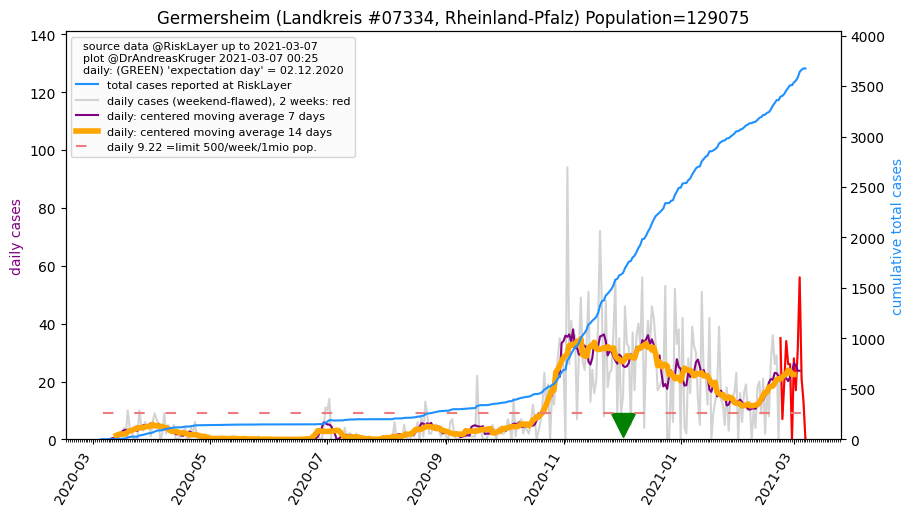 Germersheim (Landkreis #07334, Rheinland-Pfalz) Population=129075
source data @RiskLayer up to 2021-03-07
plot @DrAndreasKruger 2021-03-07 00:25
daily: (GREEN) 'expectation day' = 02.12.2020
total cases reported at RiskLayer
daily cases (weekend-flawed), 2 weeks: red
daily: centered moving average 7 days
daily: centered moving average 14 days
daily 9.22 =limit 500/week/1mio pop.
daily cases
140
120
100
80
60
40
20
0
cumulative total cases
4000
3500
3000
2500
2000
1500
1000
500
0
2020-03
2020-05
2020-07
2020-09
2020-11
2021-01
2021-03